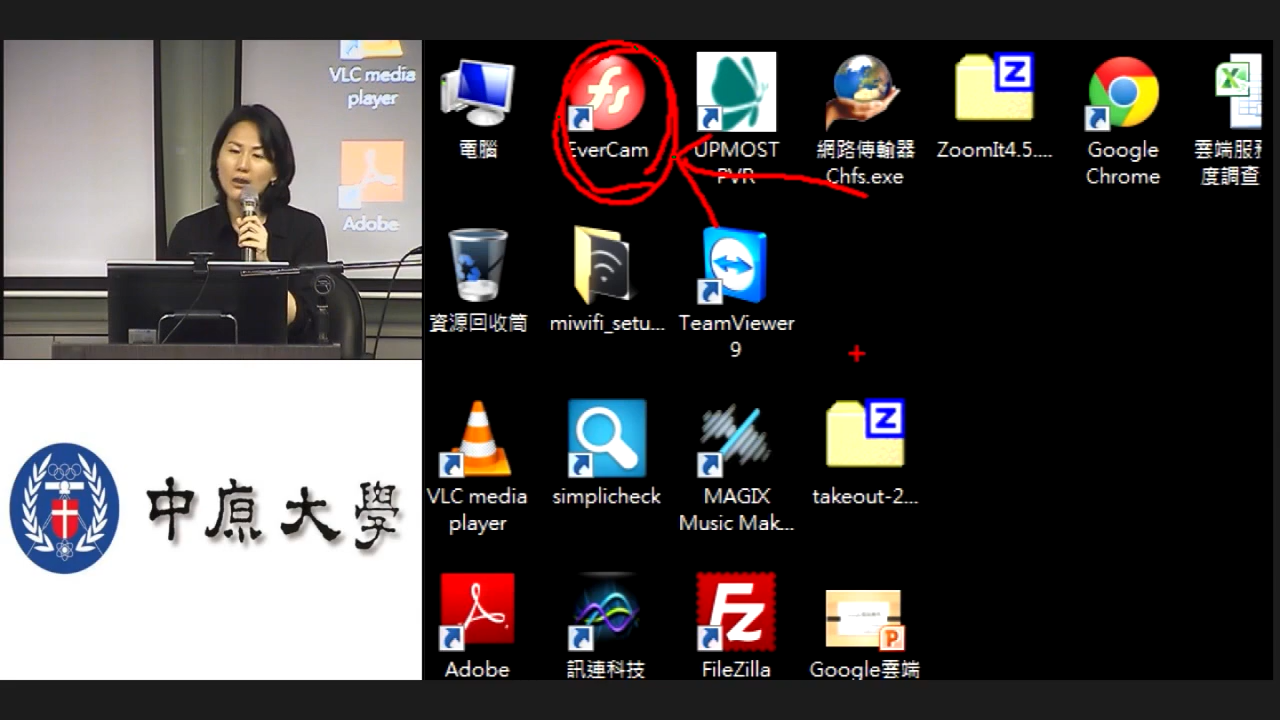 VLC media
player
Adobe
中原大學
電腦
EverCam
UPMOST
PVR
網路傳輸器
Chfs.exe
ZoomIt4.5....
Google
Chrome
雲端服務
度調查
資源回收筒
miwifi_setu...
TeamViewer
9
VLC media
player
simplicheck
MAGIX
Music Mak...
takeout-2...
Adobe
訊連科技
FileZilla
Google雲端